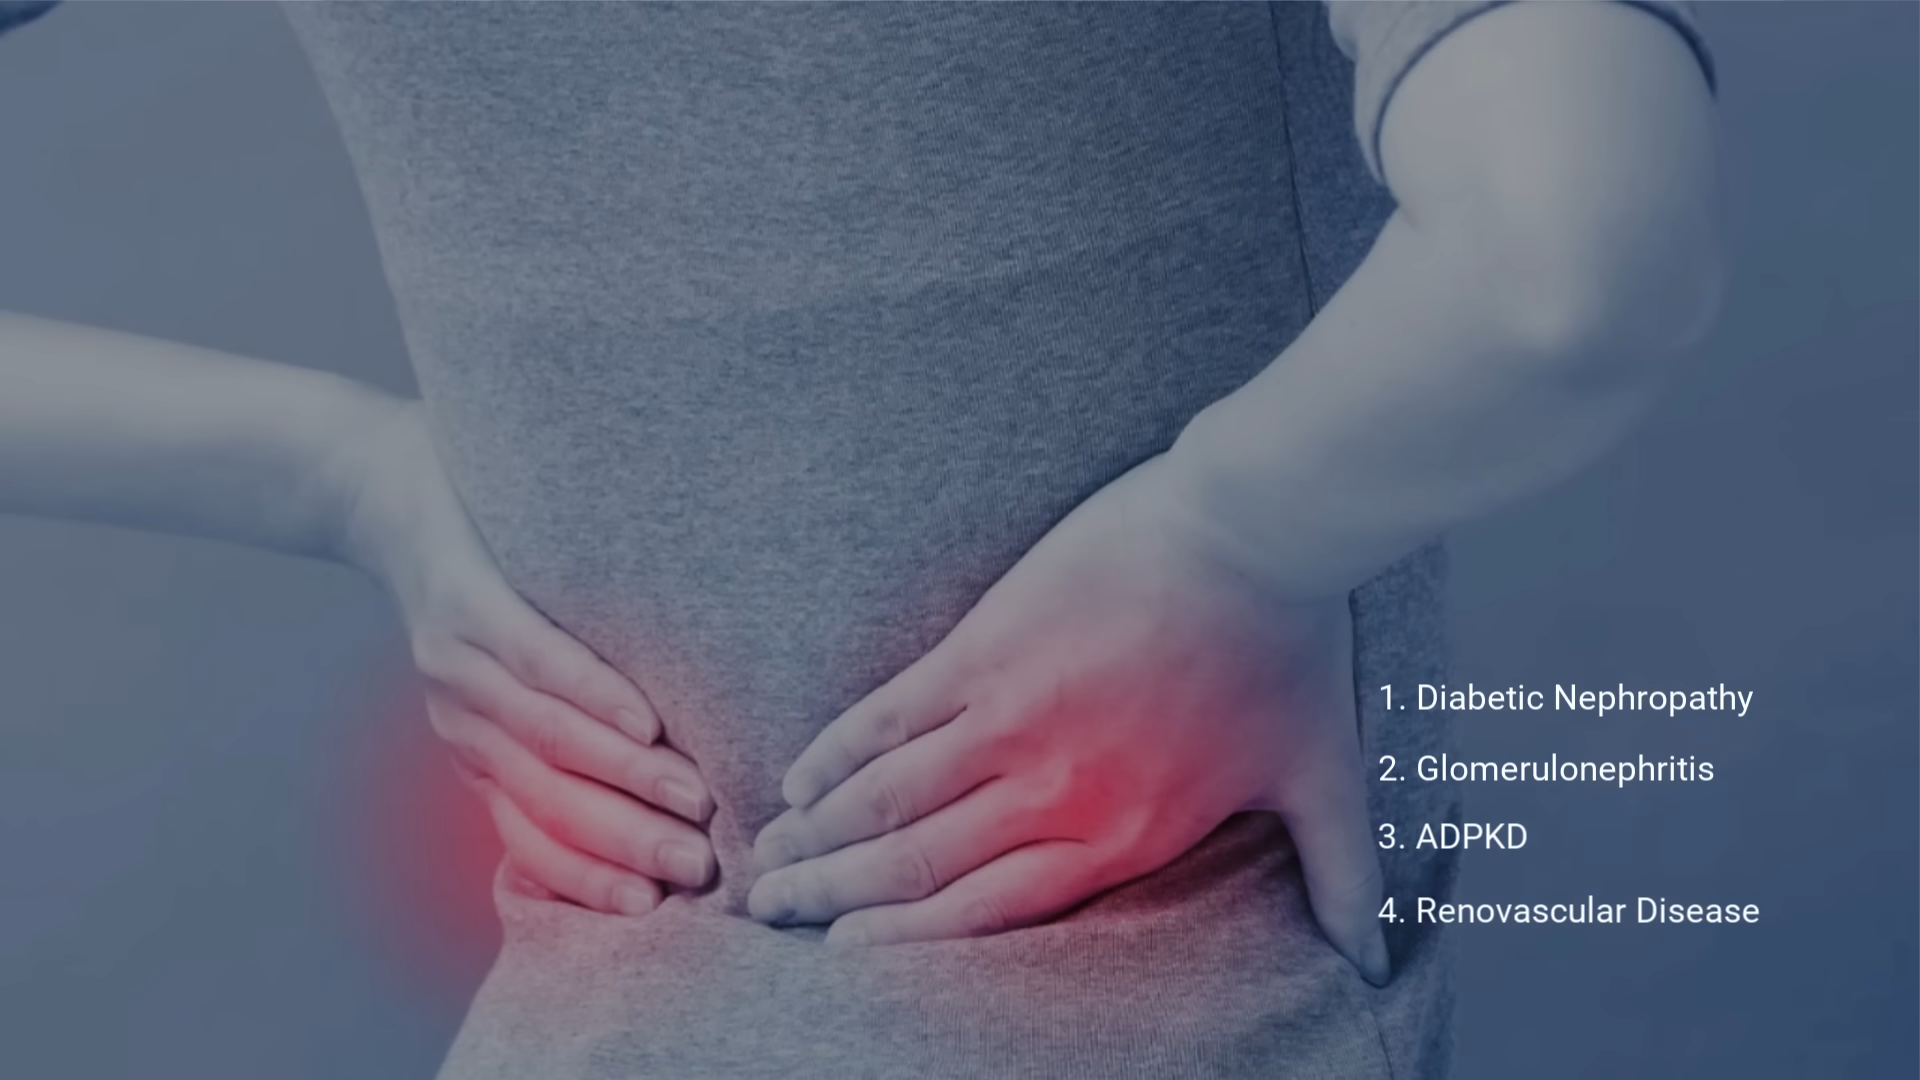 1. Diabetic Nephropathy
2. Glomerulonephritis
3. ADPKD
4. Renovascular Disease